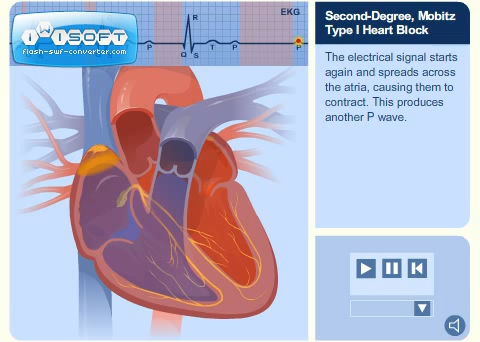 iWiSOFT
flash-swf-converter.com
EKG
R
P
Q
S
T
P
P
Second-Degree, Mobitz
Type I Heart Block
The electrical signal starts
again and spreads across
the atria, causing them to
contract. This produces
another P wave.